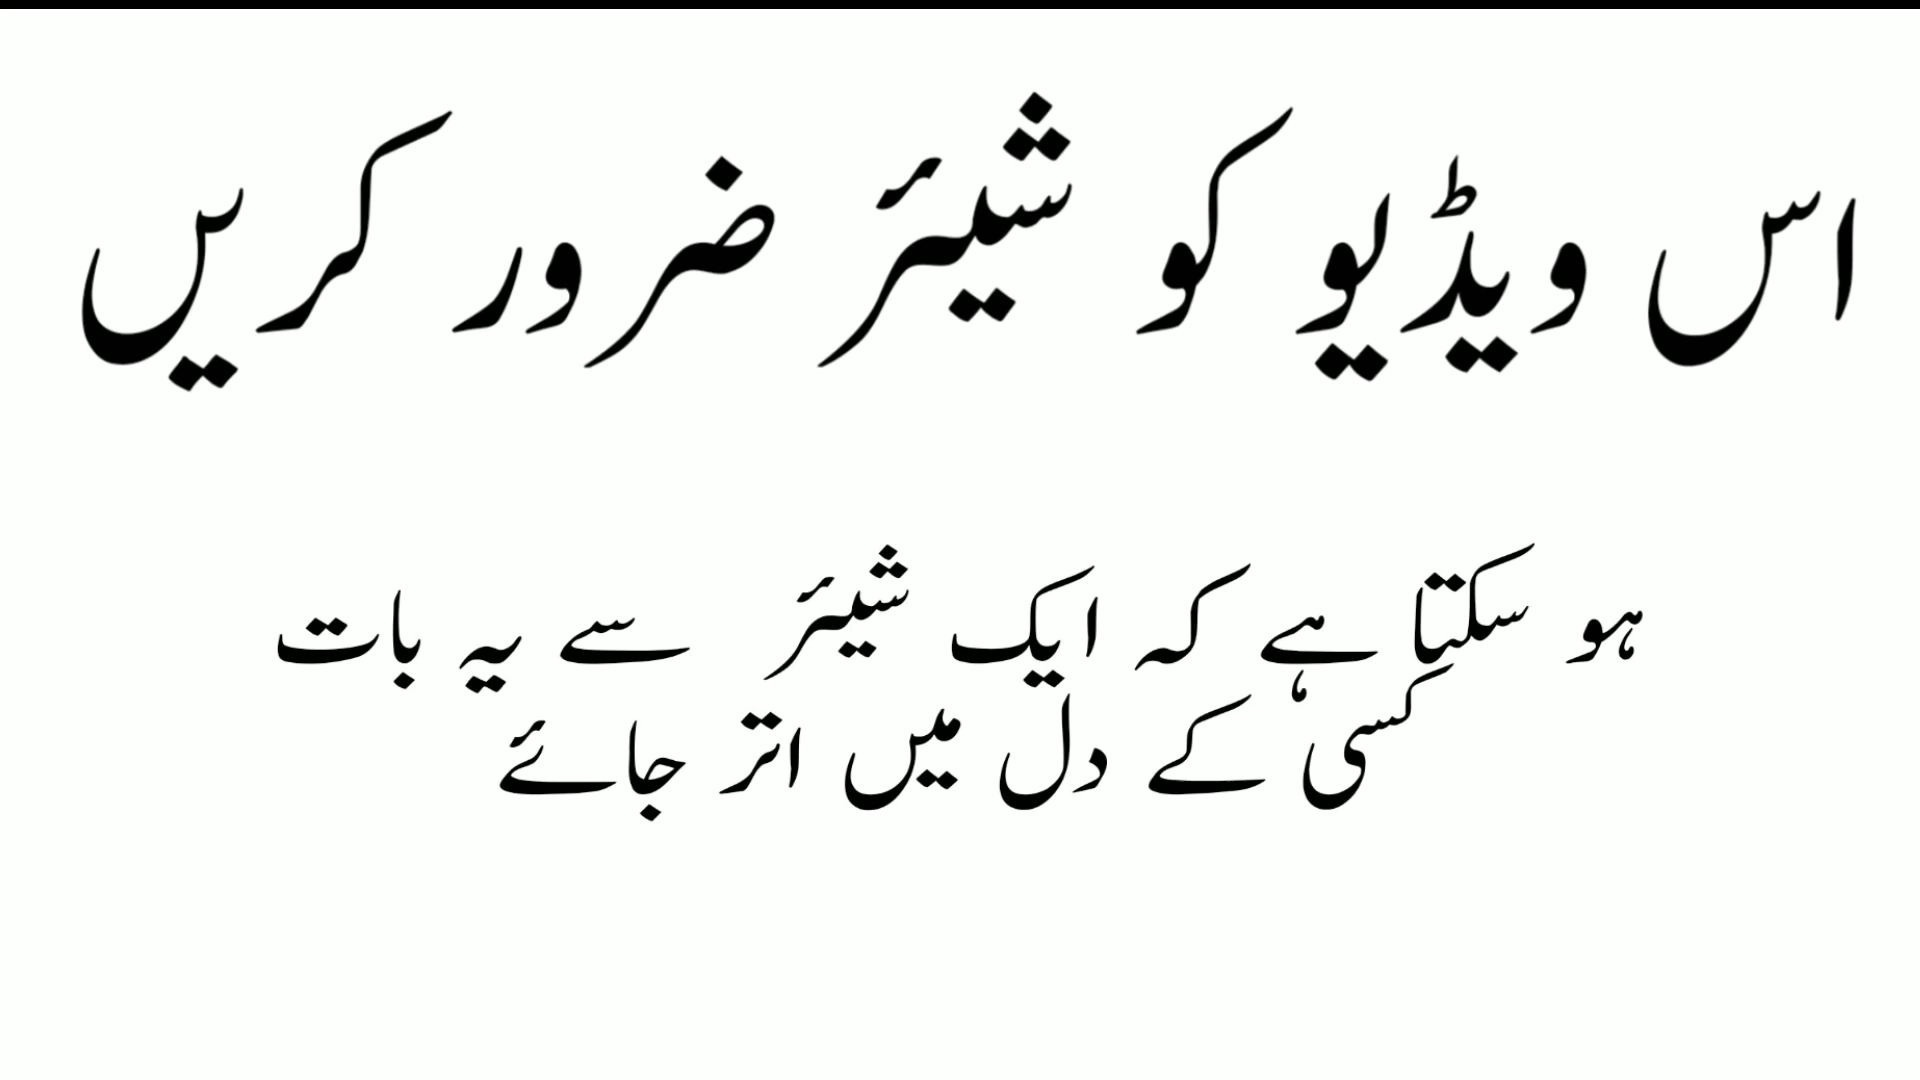 اس ویڈیو کو شیئر ضرور کریں
ہو سکتا ہے کہ ایک شیئر سے یہ بات
کسی کے دل میں اتر جائے